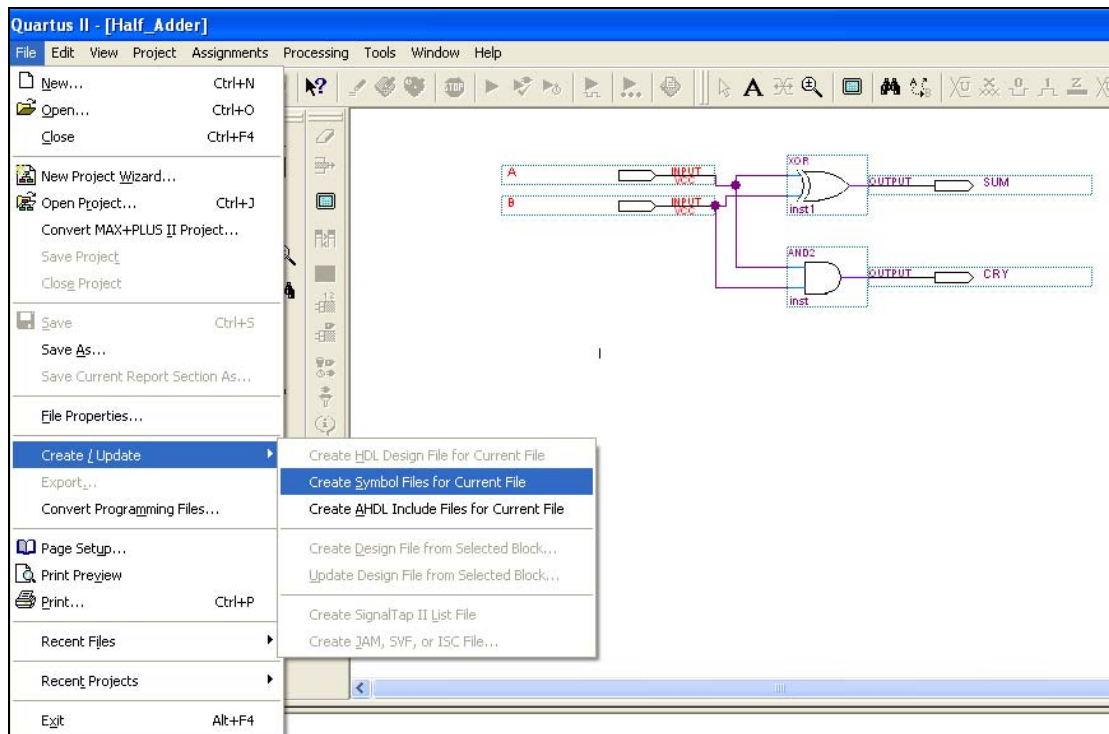 Quartus II - [Half_Adder]
File Edit View Project Assignments Processing Tools Window Help
New... Ctrl+N
Open... Ctrl+O
Close Ctrl+F4
New Project Wizard...
Open Project... Ctrl+J
Convert MAX+PLUS II Project...
Save Project
Close Project
Save Ctrl+S
Save As...
Save Current Report Section As...
File Properties...
Create / Update
Export...
Convert Programming Files...
Page Setup...
Print Preview
Print... Ctrl+P
Recent Files
Recent Projects
Exit Alt+F4
Create HDL Design File for Current File
Create Symbol Files for Current File
Create AHDL Include Files for Current File
Create Design File from Selected Block...
Update Design File from Selected Block...
Create SignalTap II List File
Create JAM, SVF, or ISC File...
STOP
A
A INPUT
VCC
B INPUT
VCC
XOR
inst1
OUTPUT SUM
AND2
inst
OUTPUT CRY